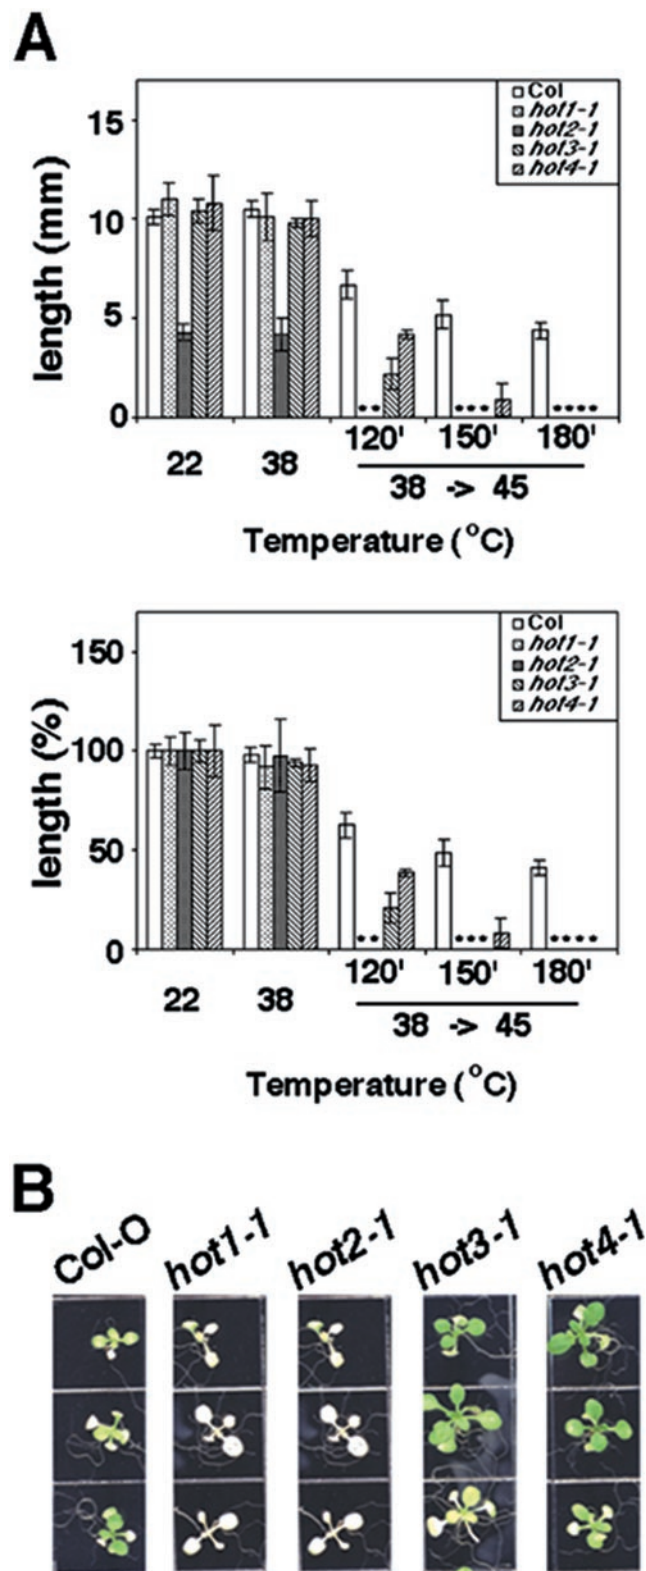 A
Col
hot1-1
hot2-1
hot3-1
hot4-1
15
10
5
0
length (mm)
120' 150' 180'
22 38
38 -> 45
Temperature (°C)
Col
hot1-1
hot2-1
hot3-1
hot4-1
150
100
50
0
length (%)
120' 150' 180'
22 38
38 -> 45
Temperature (°C)
B
Col-O hot1-1 hot2-1 hot3-1 hot4-1